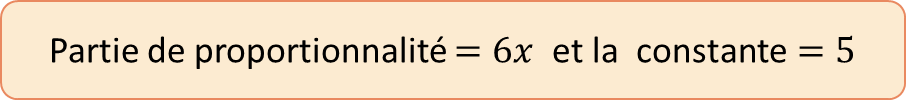 Partie de proportionnalité = 6x et la constante = 5